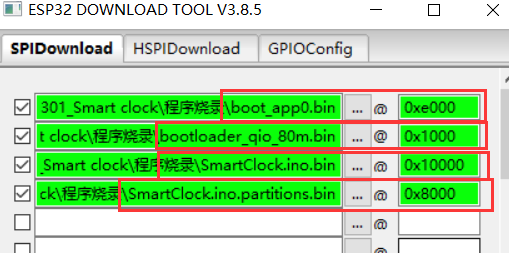 ESP32 DOWNLOAD TOOL V3.8.5
SPIDownload HSPIDownload GPIOConfig
301_Smart clock\程序烧录\boot_app0.bin ... @ 0xe000
t clock\程序烧录\bootloader_qio_80m.bin ... @ 0x1000
_Smart clock\程序烧录\SmartClock.ino.bin ... @ 0x10000
ck\程序烧录\SmartClock.ino.partitions.bin ... @ 0x8000
... @
... @